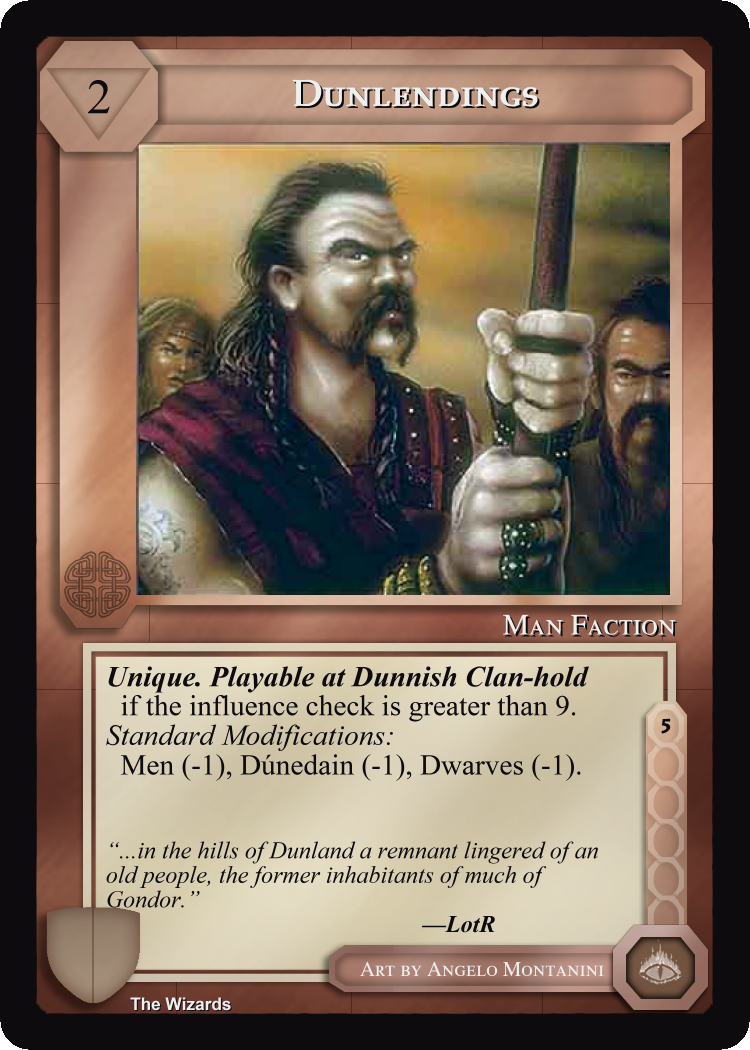 2
Dunlendings
Man Faction
Unique. Playable at Dunnish Clan-hold
if the influence check is greater than 9.
Standard Modifications:
Men (-1), Dúnedain (-1), Dwarves (-1).
5
“...in the hills of Dunland a remnant lingered of an
old people, the former inhabitants of much of
Gondor.”
—LotR
Art by Angelo Montanini
The Wizards